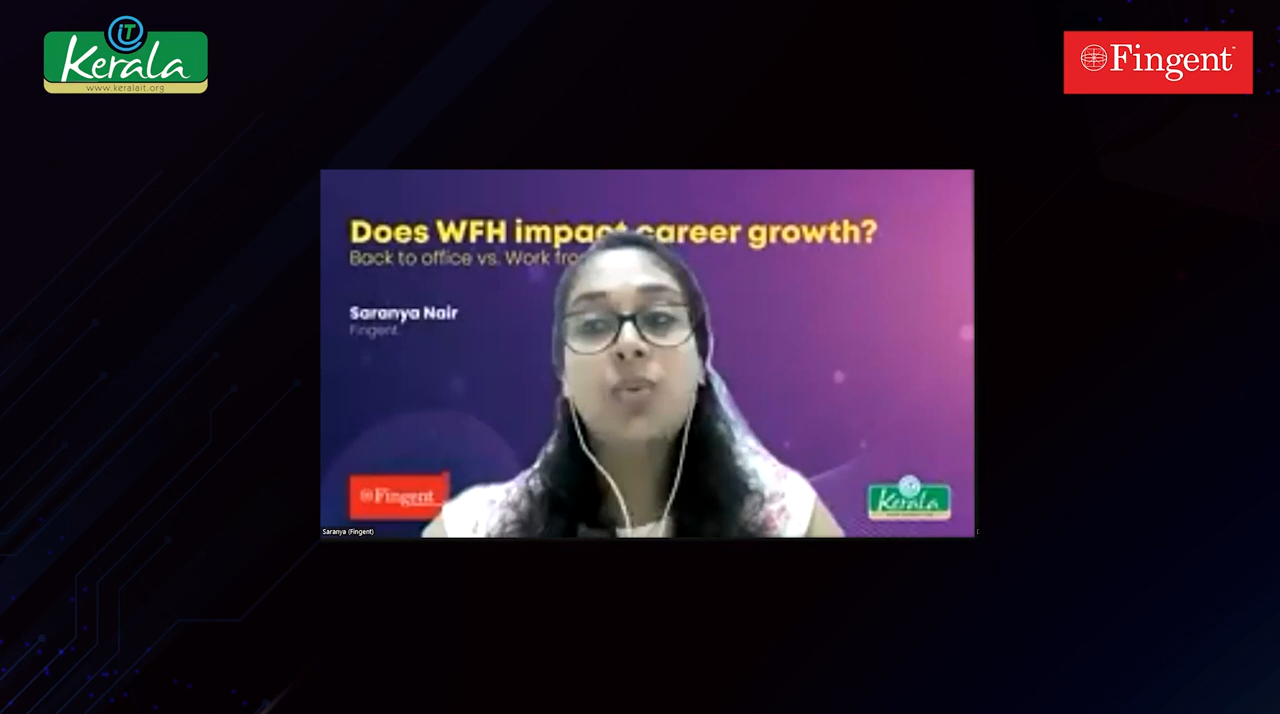 iT
Kerala
www.keralait.org
Fingent
Does WFH impact career growth?
Back to office vs. Work
Saranya Nair
Fingent
Fingent
Kerala
Saranya (Fingent)